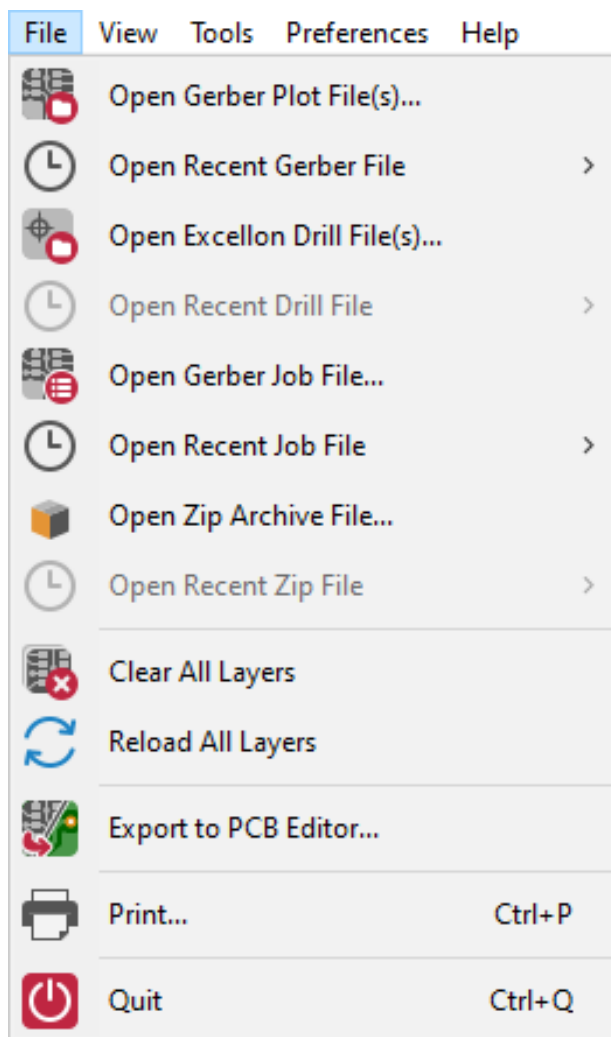 File View Tools Preferences Help
Open Gerber Plot File(s)...
Open Recent Gerber File
Open Excellon Drill File(s)...
Open Recent Drill File
Open Gerber Job File...
Open Recent Job File
Open Zip Archive File...
Open Recent Zip File
Clear All Layers
Reload All Layers
Export to PCB Editor...
Print... Ctrl+P
Quit Ctrl+Q